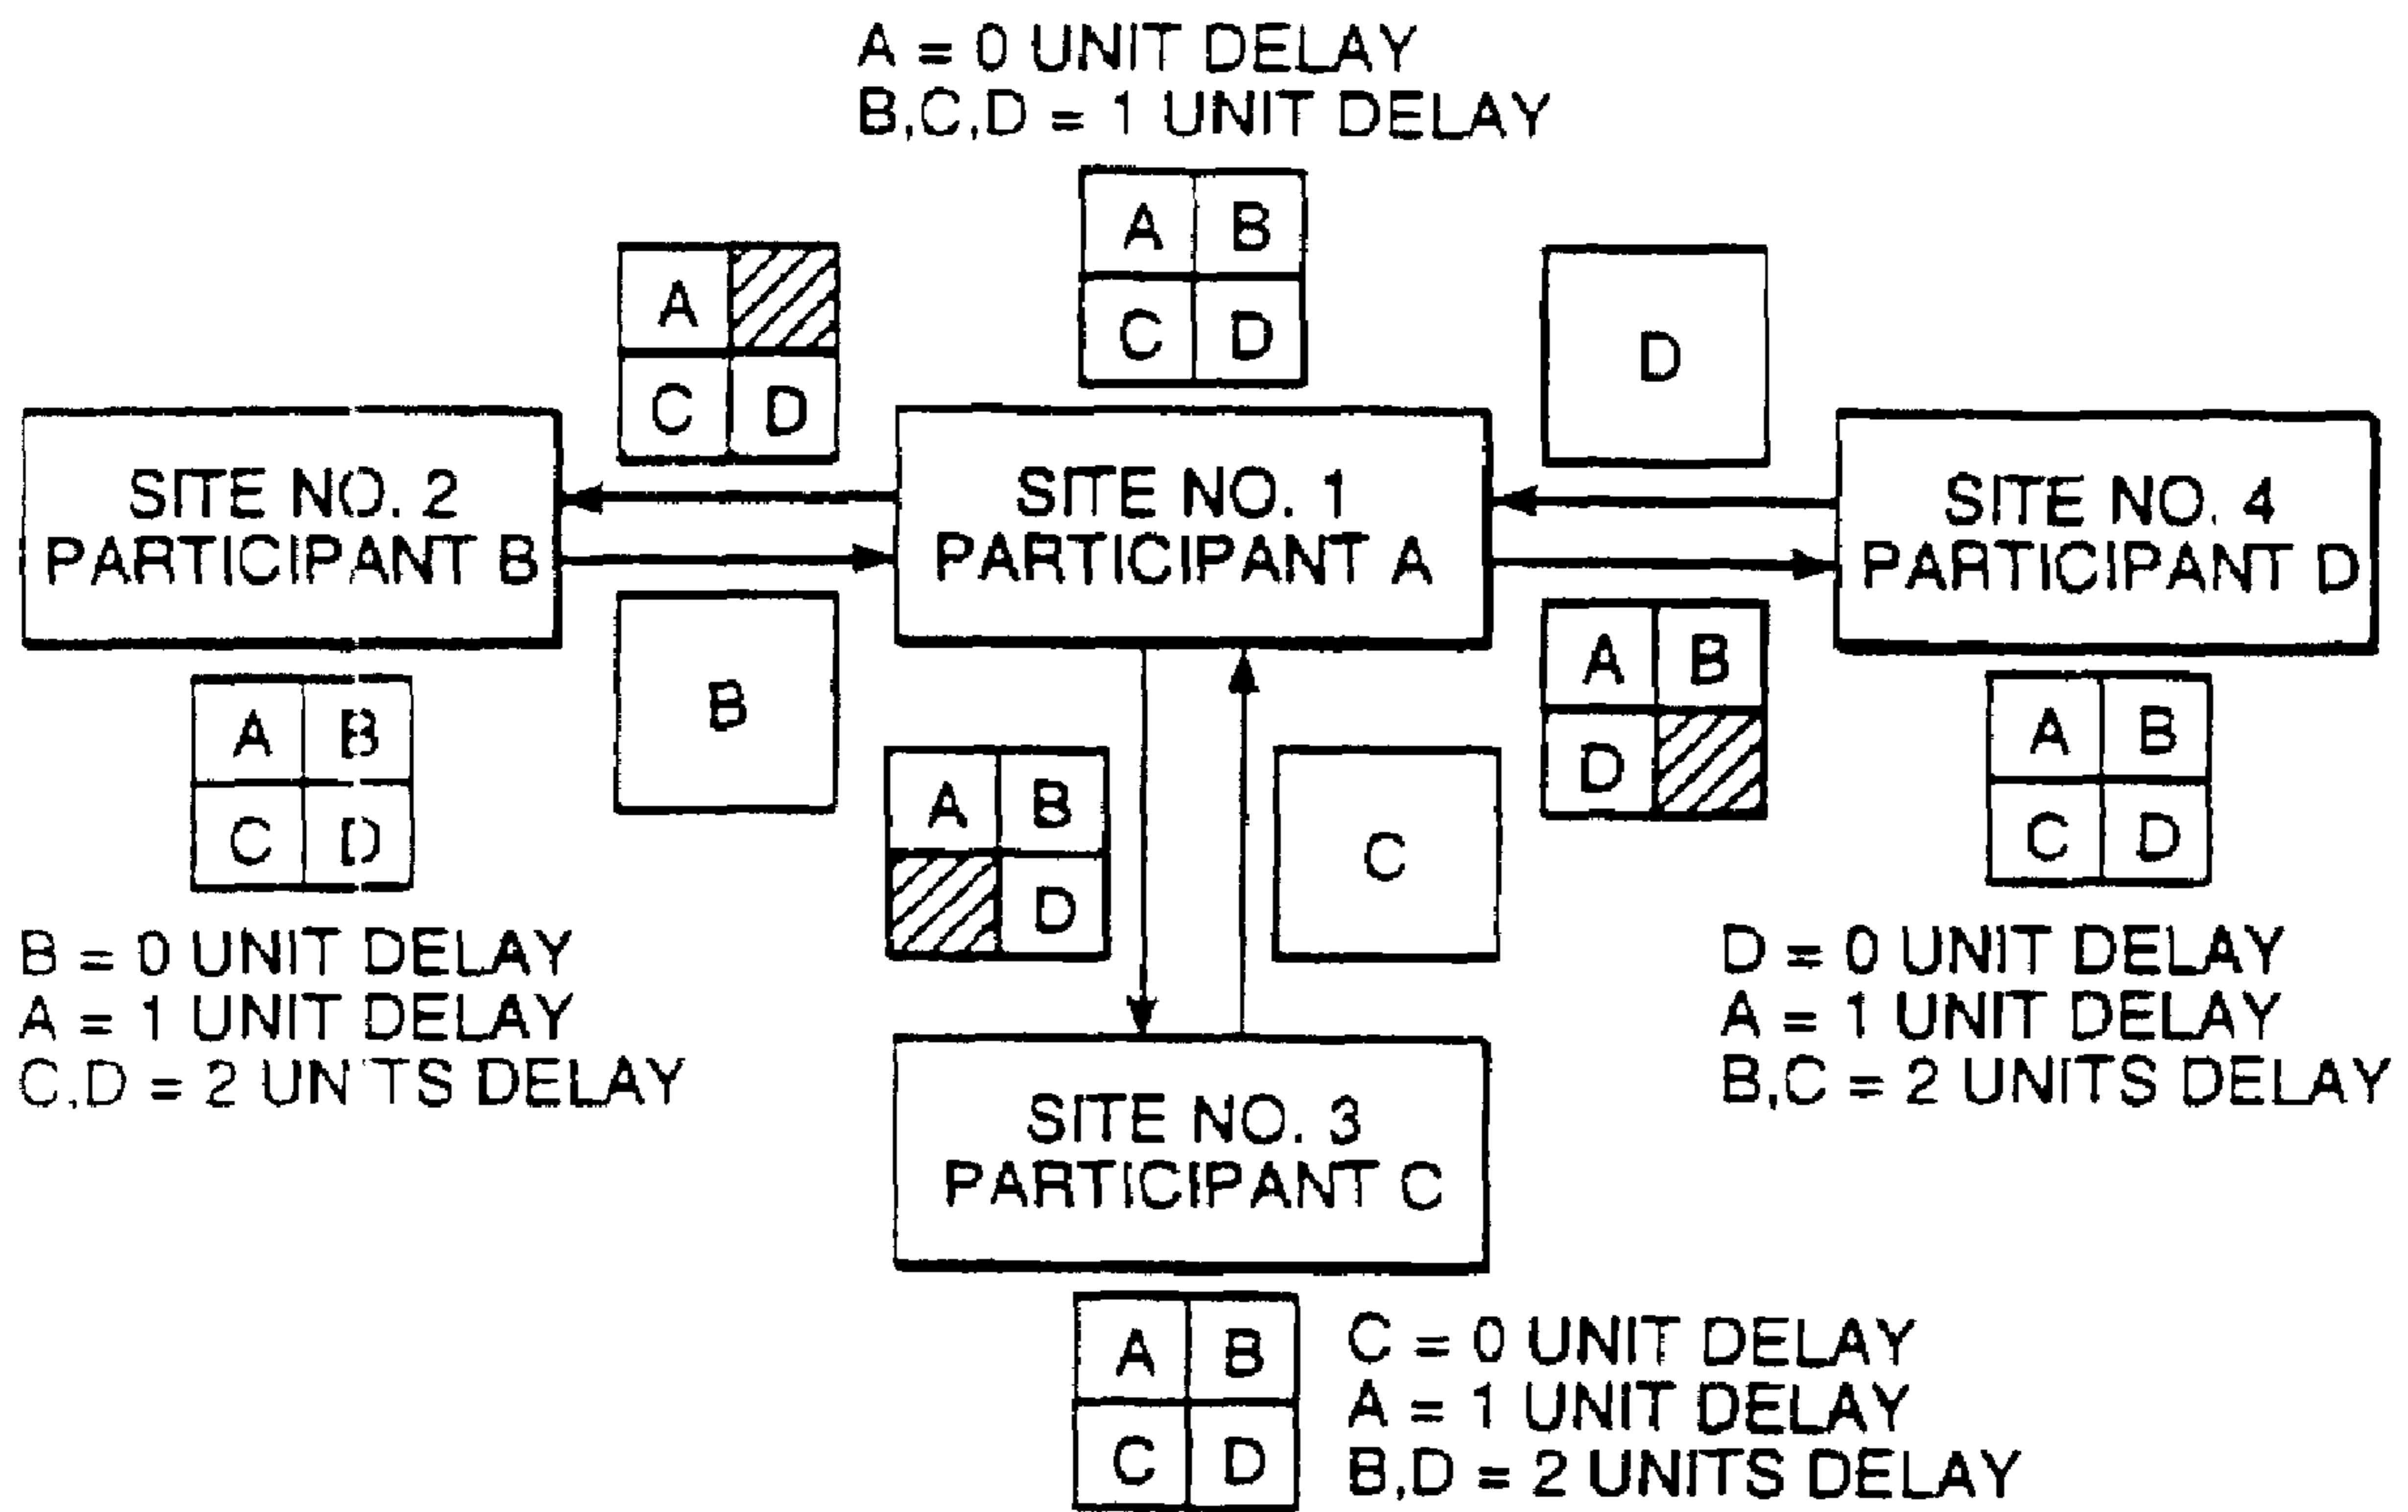 A = 0 UNIT DELAY
B,C,D = 1 UNIT DELAY
A B
C D
A
C D
D
SITE NO. 2
PARTICIPANT B
SITE NO. 1
PARTICIPANT A
SITE NO. 4
PARTICIPANT D
B
A B
D
A B
C D
A B
D
C
A B
C D
B = 0 UNIT DELAY
A = 1 UNIT DELAY
C,D = 2 UNITS DELAY
D = 0 UNIT DELAY
A = 1 UNIT DELAY
B,C = 2 UNITS DELAY
SITE NO. 3
PARTICIPANT C
A B
C D
C = 0 UNIT DELAY
A = 1 UNIT DELAY
B,D = 2 UNITS DELAY